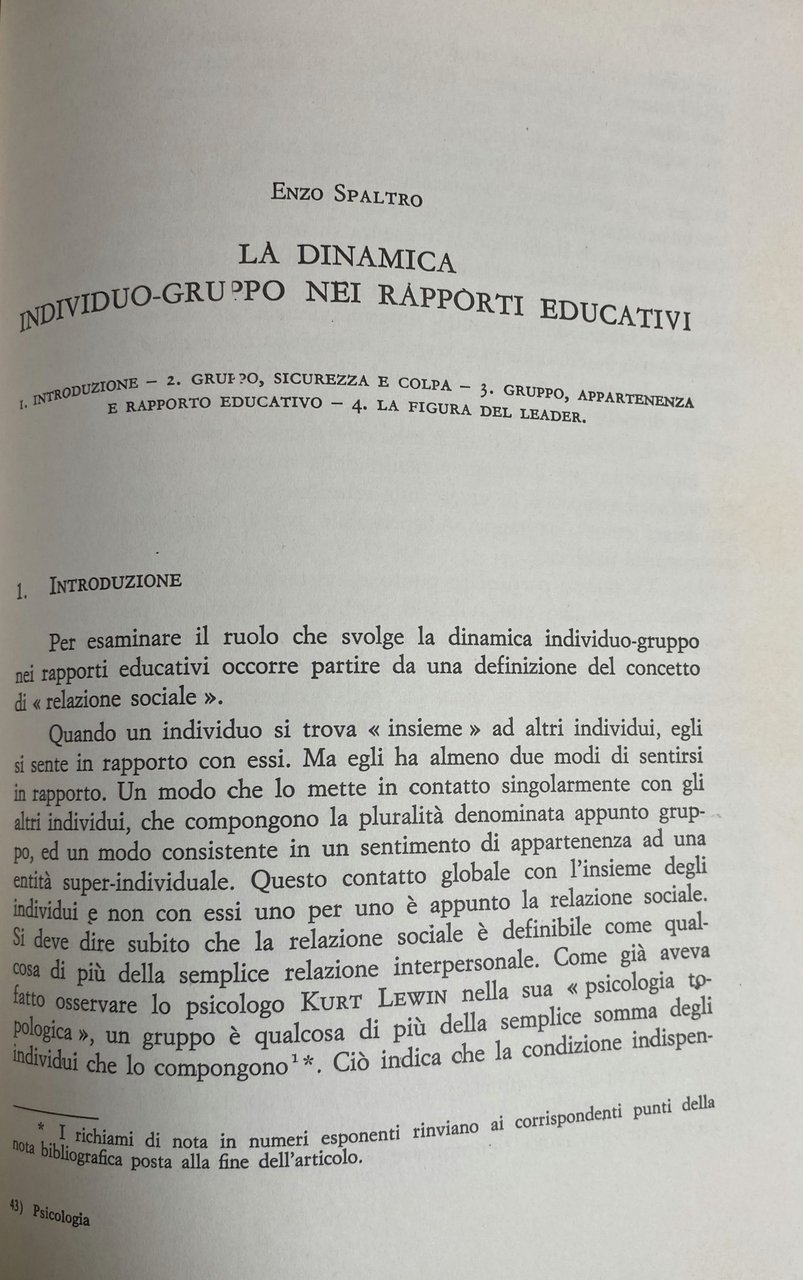 Enzo Spaltro
LA DINAMICA
INDIVIDUO-GRUPPO NEI RAPPORTI EDUCATIVI
1. INTRODUZIONE – 2. GRUPPO, SICUREZZA E COLPA – 3. GRUPPO, APPARTENENZA
E RAPPORTO EDUCATIVO – 4. LA FIGURA DEL LEADER.
1. Introduzione
Per esaminare il ruolo che svolge la dinamica individuo-gruppo
nei rapporti educativi occorre partire da una definizione del concetto
di « relazione sociale ».
Quando un individuo si trova « insieme » ad altri individui, egli
si sente in rapporto con essi. Ma egli ha almeno due modi di sentirsi
in rapporto. Un modo che lo mette in contatto singolarmente con gli
altri individui, che compongono la pluralità denominata appunto grup-
po, ed un modo consistente in un sentimento di appartenenza ad una
entità super-individuale. Questo contatto globale con l'insieme degli
individui e non con essi uno per uno è appunto la relazione sociale.
Si deve dire subito che la relazione sociale è definibile come qual-
cosa di più della semplice relazione interpersonale. Come già aveva
fatto osservare lo psicologo Kurt Lewin nella sua « psicologia to-
pologica », un gruppo è qualcosa di più della semplice somma degli
individui che lo compongono¹*. Ciò indica che la condizione indispen-
* I richiami di nota in numeri esponenti rinviano ai corrispondenti punti della
nota bibliografica posta alla fine dell'articolo.
43) Psicologia